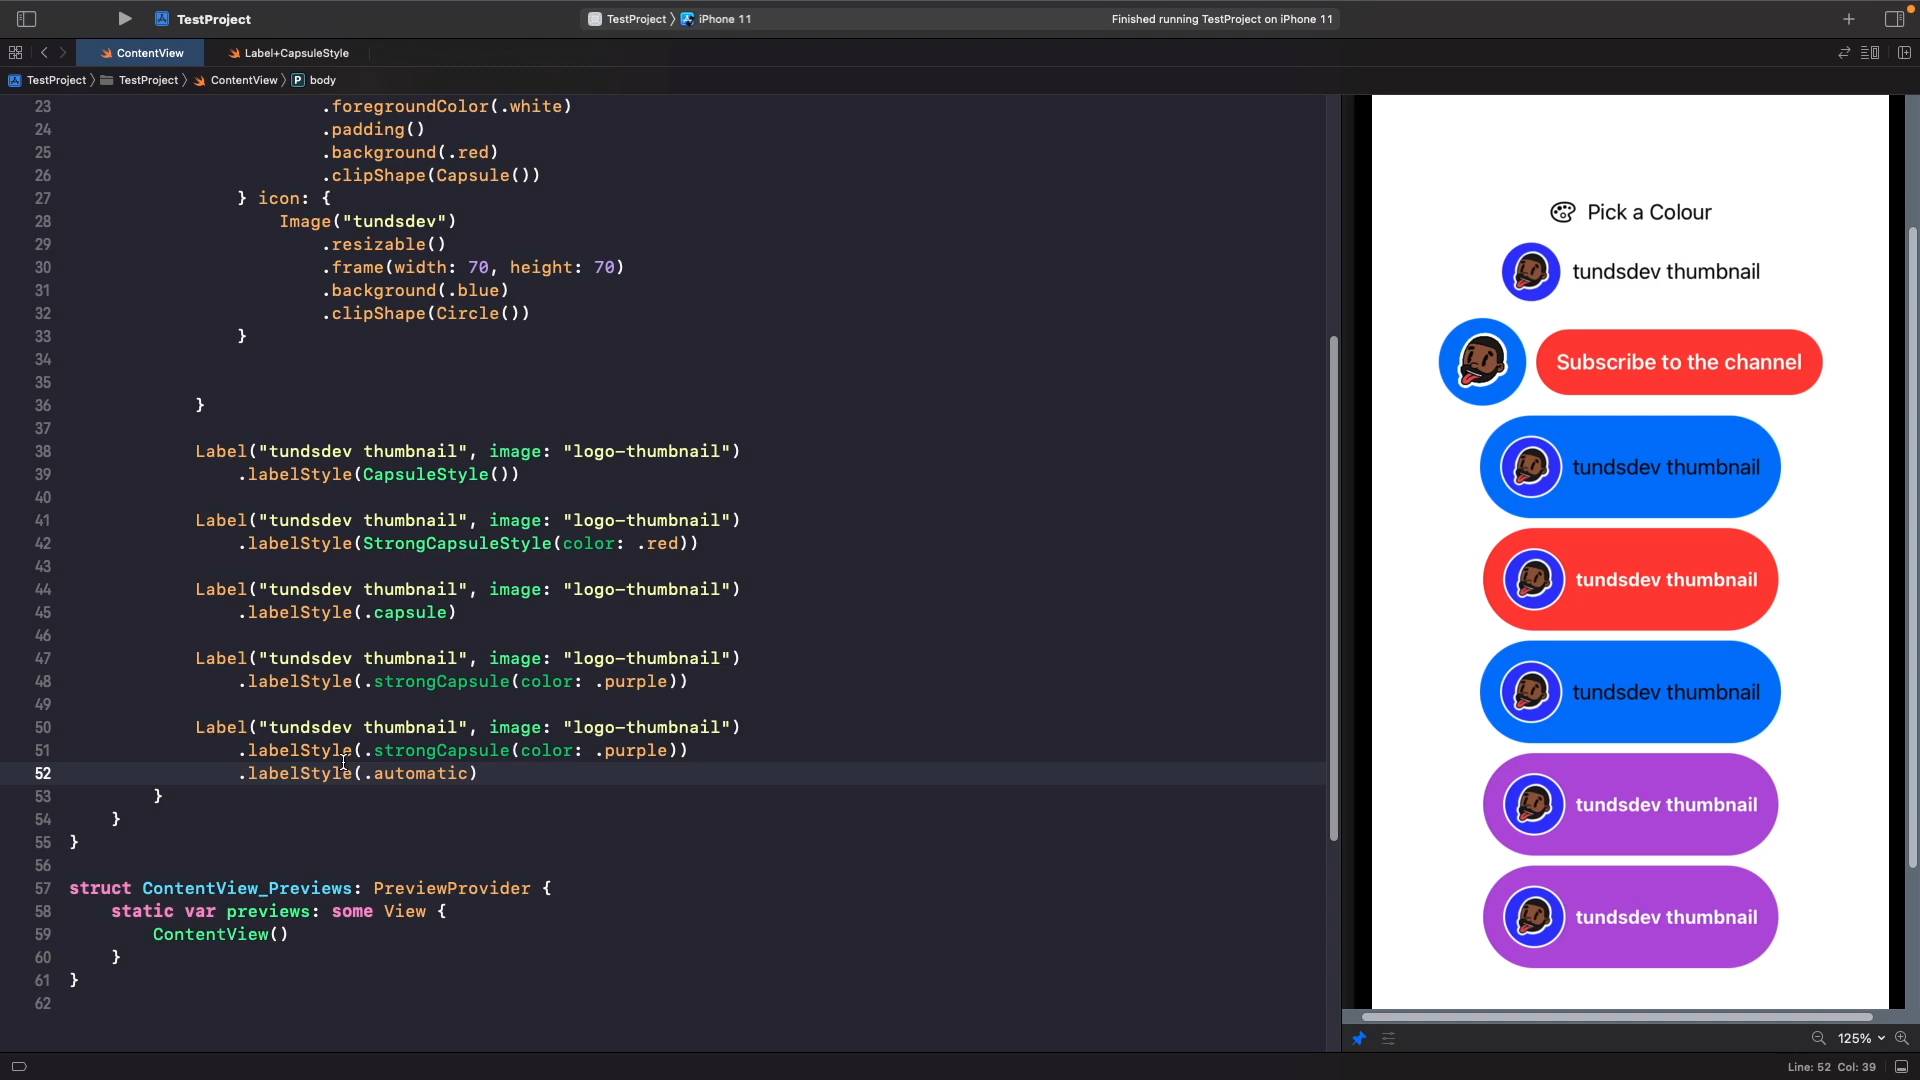 TestProject
TestProject iPhone 11
Finished running TestProject on iPhone 11
ContentView
Label+CapsuleStyle
TestProject TestProject ContentView P body
23 .foregroundColor(.white)
24 .padding()
25 .background(.red)
26 .clipShape(Capsule())
27 } icon: {
28 Image("tundsdev")
29 .resizable()
30 .frame(width: 70, height: 70)
31 .background(.blue)
32 .clipShape(Circle())
33 }
34
35
36 }
37
38 Label("tundsdev thumbnail", image: "logo-thumbnail")
39 .labelStyle(CapsuleStyle())
40
41 Label("tundsdev thumbnail", image: "logo-thumbnail")
42 .labelStyle(StrongCapsuleStyle(color: .red))
43
44 Label("tundsdev thumbnail", image: "logo-thumbnail")
45 .labelStyle(.capsule)
46
47 Label("tundsdev thumbnail", image: "logo-thumbnail")
48 .labelStyle(.strongCapsule(color: .purple))
49
50 Label("tundsdev thumbnail", image: "logo-thumbnail")
51 .labelStyle(.strongCapsule(color: .purple))
52 .labelStyle(.automatic)
53 }
54 }
55 }
56
57 struct ContentView_Previews: PreviewProvider {
58 static var previews: some View {
59 ContentView()
60 }
61 }
62
Pick a Colour
tundsdev thumbnail
Subscribe to the channel
tundsdev thumbnail
tundsdev thumbnail
tundsdev thumbnail
tundsdev thumbnail
tundsdev thumbnail
125%
Line: 52 Col: 39